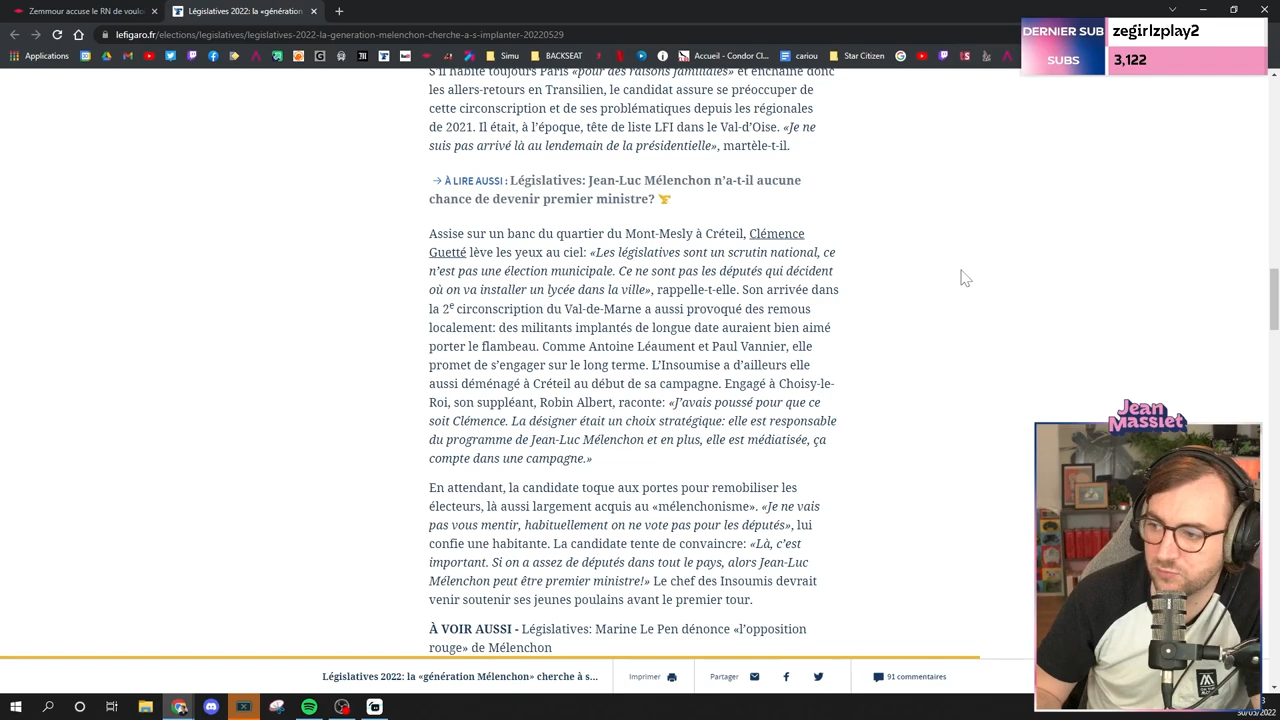 Zemmour accuse le RN de voul
Législatives 2022: la «génération
lefigaro.fr/elections/legislatives/legislatives-2022-la-generation-melenchon-cherche-a-s-implanter-20220529
DERNIER SUB
zegirlzplay2
SUBS
3,122
Applications
Simu
BACKSEAT
Accueil - Condor Cl...
cariou
Star Citizen
S'il habite toujours Paris «pour des raisons familiales» et enchaîne donc
les allers-retours en Transilien, le candidat assure se préoccuper de
cette circonscription et de ses problématiques depuis les régionales
de 2021. Il était, à l'époque, tête de liste LFI dans le Val-d'Oise. «Je ne
suis pas arrivé là au lendemain de la présidentielle», martèle-t-il.
→ À LIRE AUSSI : Législatives: Jean-Luc Mélenchon n'a-t-il aucune
chance de devenir premier ministre?
Assise sur un banc du quartier du Mont-Mesly à Créteil, Clémence
Guetté lève les yeux au ciel: «Les législatives sont un scrutin national, ce
n'est pas une élection municipale. Ce ne sont pas les députés qui décident
où on va installer un lycée dans la ville», rappelle-t-elle. Son arrivée dans
la 2e circonscription du Val-de-Marne a aussi provoqué des remous
localement: des militants implantés de longue date auraient bien aimé
porter le flambeau. Comme Antoine Léaument et Paul Vannier, elle
promet de s'engager sur le long terme. L'Insoumise a d'ailleurs elle
aussi déménagé à Créteil au début de sa campagne. Engagé à Choisy-le-
Roi, son suppléant, Robin Albert, raconte: «J'avais poussé pour que ce
soit Clémence. La désigner était un choix stratégique: elle est responsable
du programme de Jean-Luc Mélenchon et en plus, elle est médiatisée, ça
compte dans une campagne.»
En attendant, la candidate toque aux portes pour remobiliser les
électeurs, là aussi largement acquis au «mélenchonisme». «Je ne vais
pas vous mentir, habituellement on ne vote pas pour les députés», lui
confie une habitante. La candidate tente de convaincre: «Là, c'est
important. Si on a assez de députés dans tout le pays, alors Jean-Luc
Mélenchon peut être premier ministre!» Le chef des Insoumis devrait
venir soutenir ses jeunes poulains avant le premier tour.
À VOIR AUSSI - Législatives: Marine Le Pen dénonce «l'opposition
rouge» de Mélenchon
Jean
Massiet
Législatives 2022: la «génération Mélenchon» cherche à s...
Imprimer
Partager
91 commentaires
30/05/2022